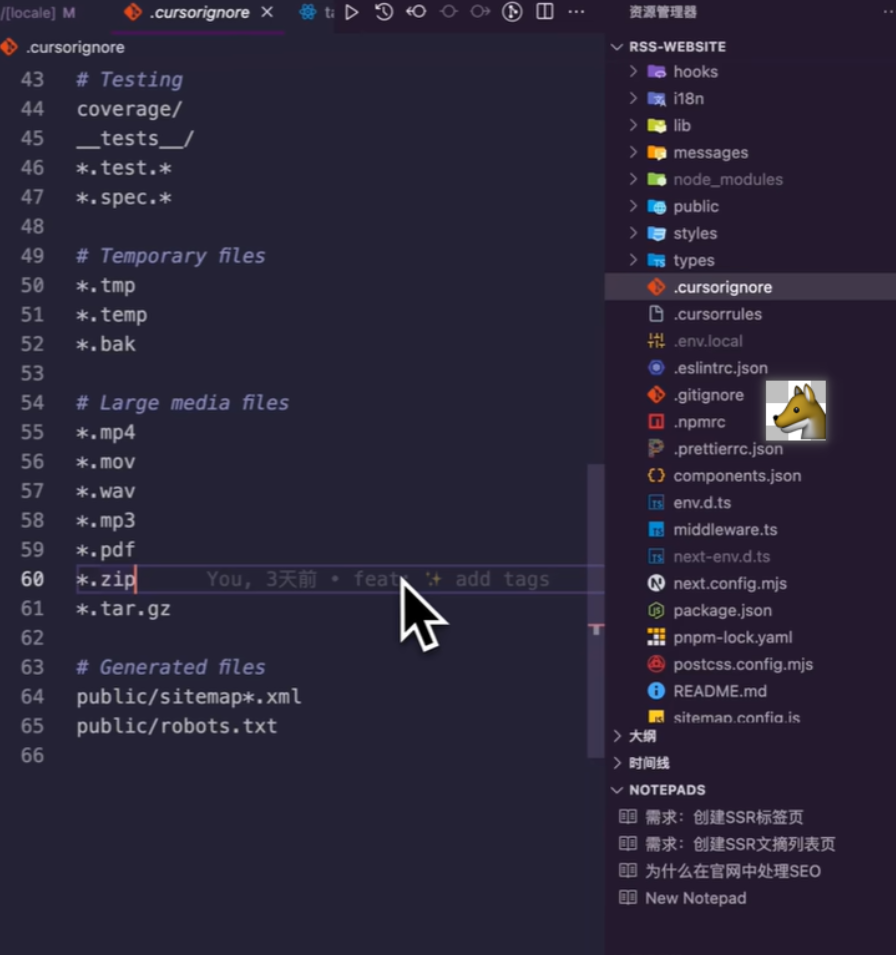 /[locale] M
.cursorignore
.cursorignore
43 # Testing
44 coverage/
45 __tests__/
46 *.test.*
47 *.spec.*
48
49 # Temporary files
50 *.tmp
51 *.temp
52 *.bak
53
54 # Large media files
55 *.mp4
56 *.mov
57 *.wav
58 *.mp3
59 *.pdf
60 *.zip You, 3天前 • feat: ✨ add tags
61 *.tar.gz
62
63 # Generated files
64 public/sitemap*.xml
65 public/robots.txt
66
资源管理器
RSS-WEBSITE
hooks
i18n
lib
messages
node_modules
public
styles
types
.cursorignore
.cursorrules
.env.local
.eslintrc.json
.gitignore
.npmrc
.prettierrc.json
components.json
env.d.ts
middleware.ts
next-env.d.ts
next.config.mjs
package.json
pnpm-lock.yaml
postcss.config.mjs
README.md
sitemap.config.js
大纲
时间线
NOTEPADS
需求：创建SSR标签页
需求：创建SSR文摘列表页
为什么在官网中处理SEO
New Notepad